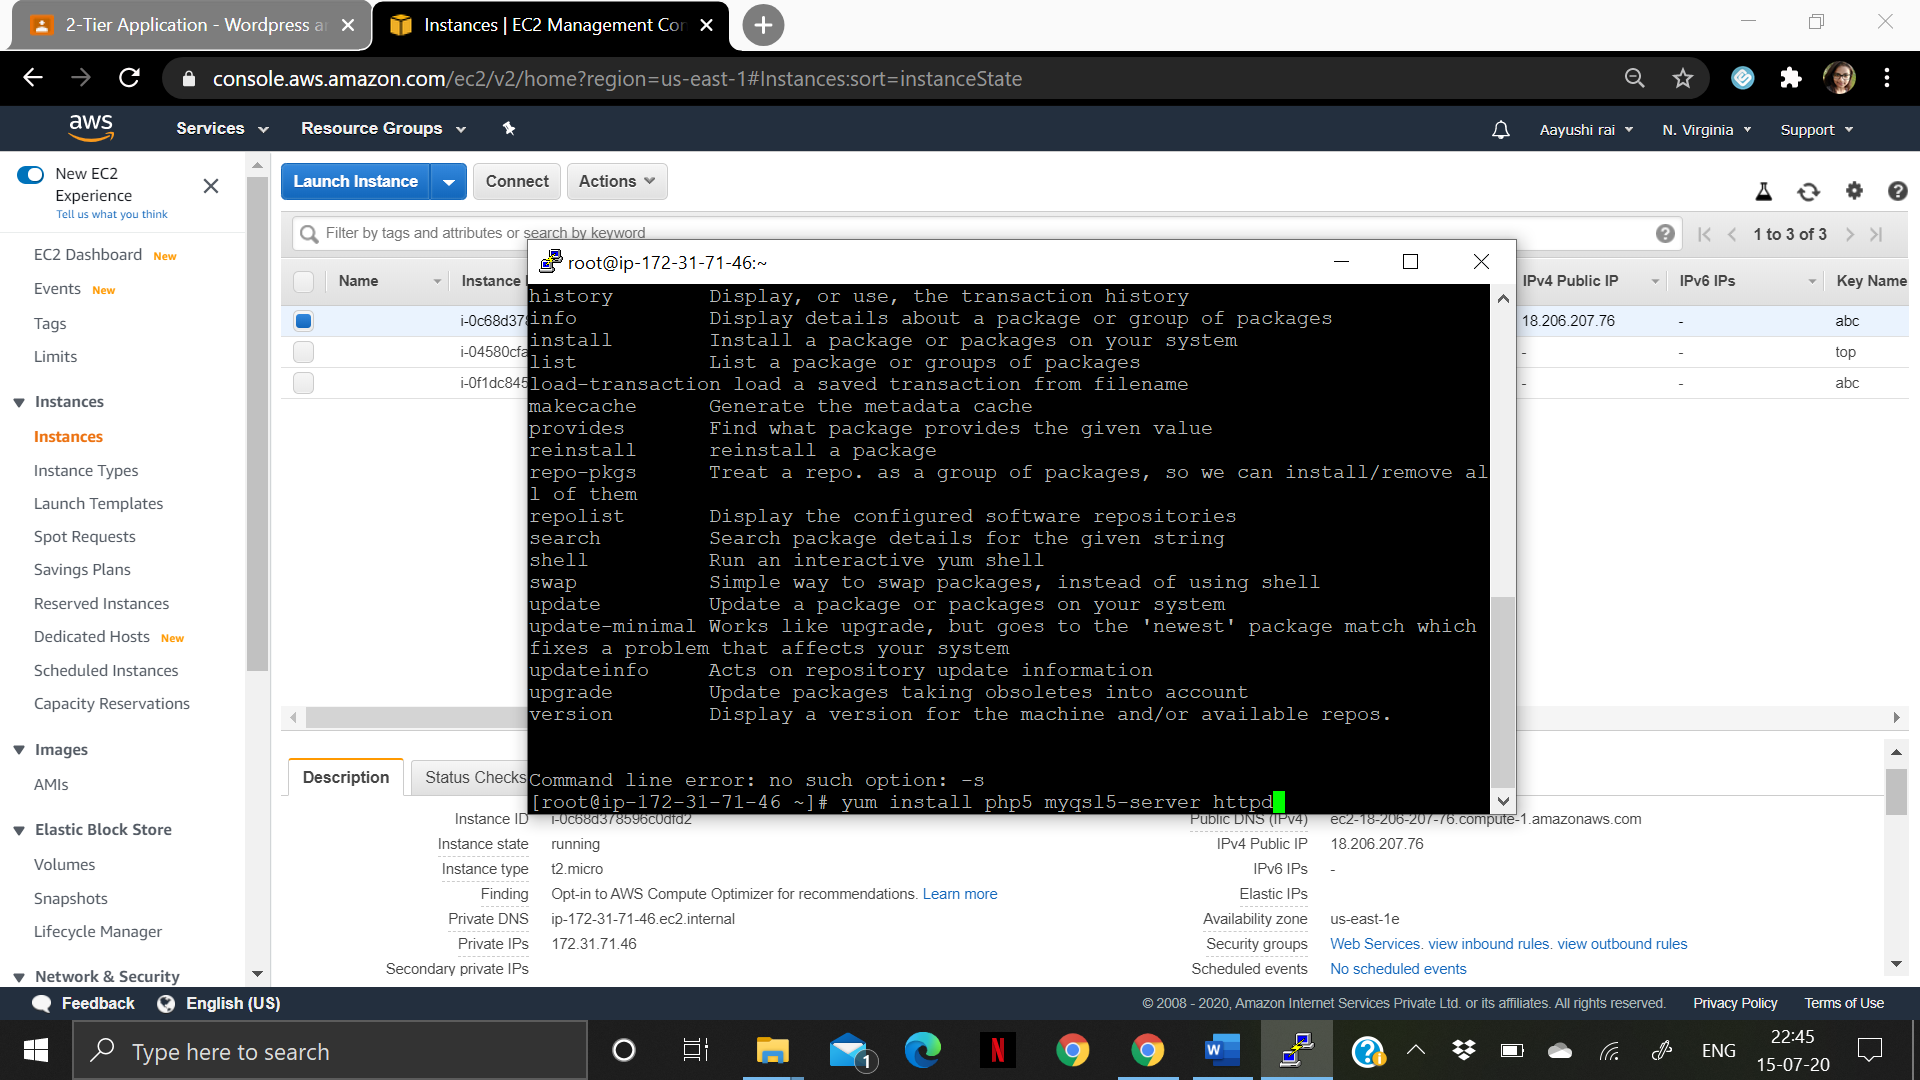 2-Tier Application - Wordpress a
Instances | EC2 Management Cor
console.aws.amazon.com/ec2/v2/home?region=us-east-1#Instances:sort=instanceState
aws
Services
Resource Groups
Aayushi rai
N. Virginia
Support
New EC2
Experience
Tell us what you think
EC2 Dashboard New
Events New
Tags
Limits
Instances
Instances
Instance Types
Launch Templates
Spot Requests
Savings Plans
Reserved Instances
Dedicated Hosts New
Scheduled Instances
Capacity Reservations
Images
AMIs
Elastic Block Store
Volumes
Snapshots
Lifecycle Manager
Network & Security
Launch Instance
Connect
Actions
Filter by tags and attributes or search by keyword
1 to 3 of 3
Name
Instance
IPv4 Public IP
IPv6 IPs
Key Name
i-0c68d378
18.206.207.76
-
abc
i-04580cfa
-
-
top
i-0f1dc845
-
-
abc
root@ip-172-31-71-46:~
history Display, or use, the transaction history
info Display details about a package or group of packages
install Install a package or packages on your system
list List a package or groups of packages
load-transaction load a saved transaction from filename
makecache Generate the metadata cache
provides Find what package provides the given value
reinstall reinstall a package
repo-pkgs Treat a repo. as a group of packages, so we can install/remove al
l of them
repolist Display the configured software repositories
search Search package details for the given string
shell Run an interactive yum shell
swap Simple way to swap packages, instead of using shell
update Update a package or packages on your system
update-minimal Works like upgrade, but goes to the 'newest' package match which
fixes a problem that affects your system
updateinfo Acts on repository update information
upgrade Update packages taking obsoletes into account
version Display a version for the machine and/or available repos.
Command line error: no such option: -s
[root@ip-172-31-71-46 ~]# yum install php5 myqsl5-server httpd
Description
Status Checks
Instance ID i-0c68d378596c0dfd2
Instance state running
Instance type t2.micro
Finding Opt-in to AWS Compute Optimizer for recommendations. Learn more
Private DNS ip-172-31-71-46.ec2.internal
Private IPs 172.31.71.46
Secondary private IPs
Public DNS (IPv4) ec2-18-206-207-76.compute-1.amazonaws.com
IPv4 Public IP 18.206.207.76
IPv6 IPs -
Elastic IPs
Availability zone us-east-1e
Security groups Web Services. view inbound rules. view outbound rules
Scheduled events No scheduled events
Feedback
English (US)
© 2008 - 2020, Amazon Internet Services Private Ltd. or its affiliates. All rights reserved.
Privacy Policy
Terms of Use
Type here to search
1
ENG
22:45
15-07-20